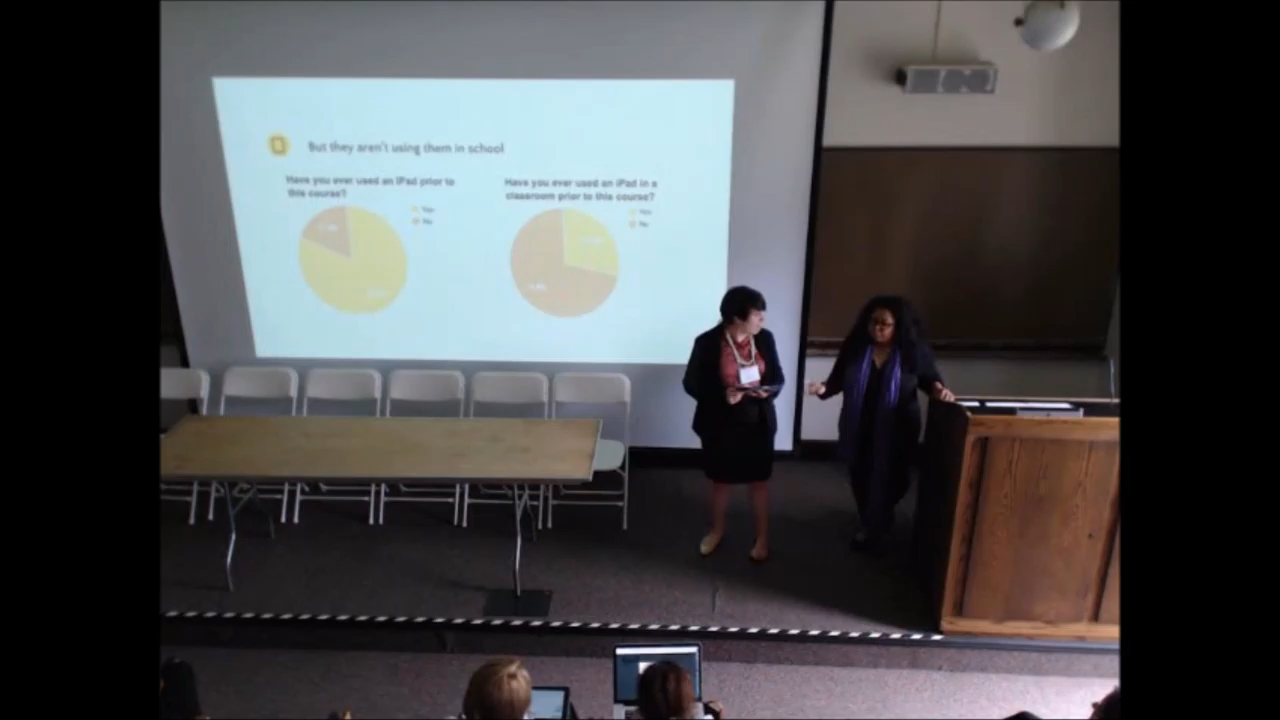 But they aren't using them in school
Have you ever used an iPad prior to
this course?
Yes
No
Have you ever used an iPad in a
classroom prior to this course?
Yes
No